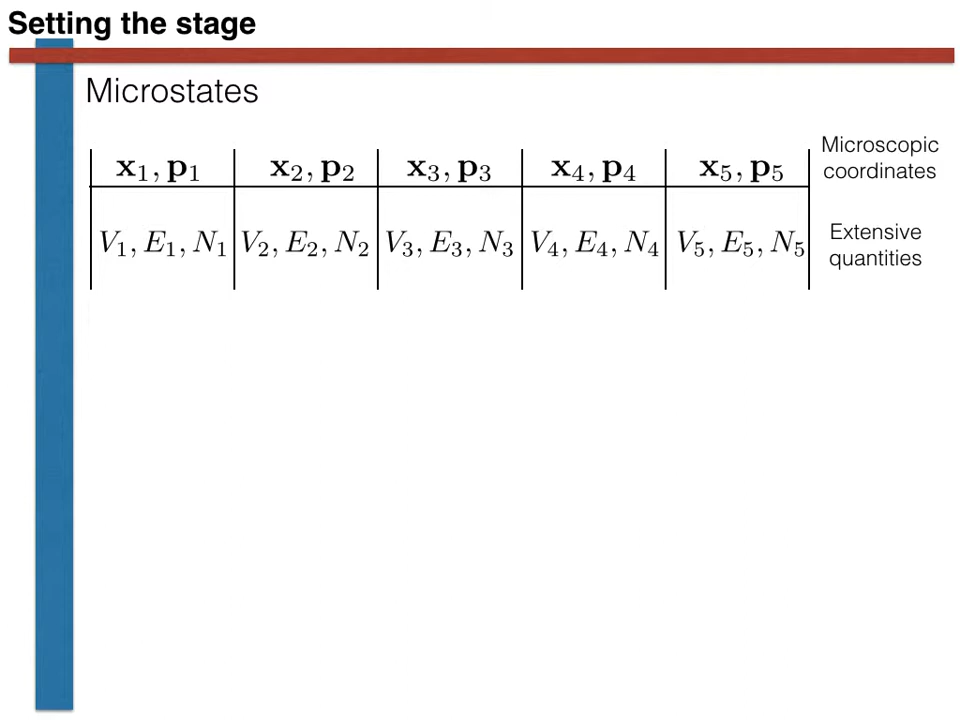 Setting the stage
Microstates
x₁, p₁ x₂, p₂ x₃, p₃ x₄, p₄ x₅, p₅ Microscopic coordinates
V₁, E₁, N₁ V₂, E₂, N₂ V₃, E₃, N₃ V₄, E₄, N₄ V₅, E₅, N₅ Extensive quantities